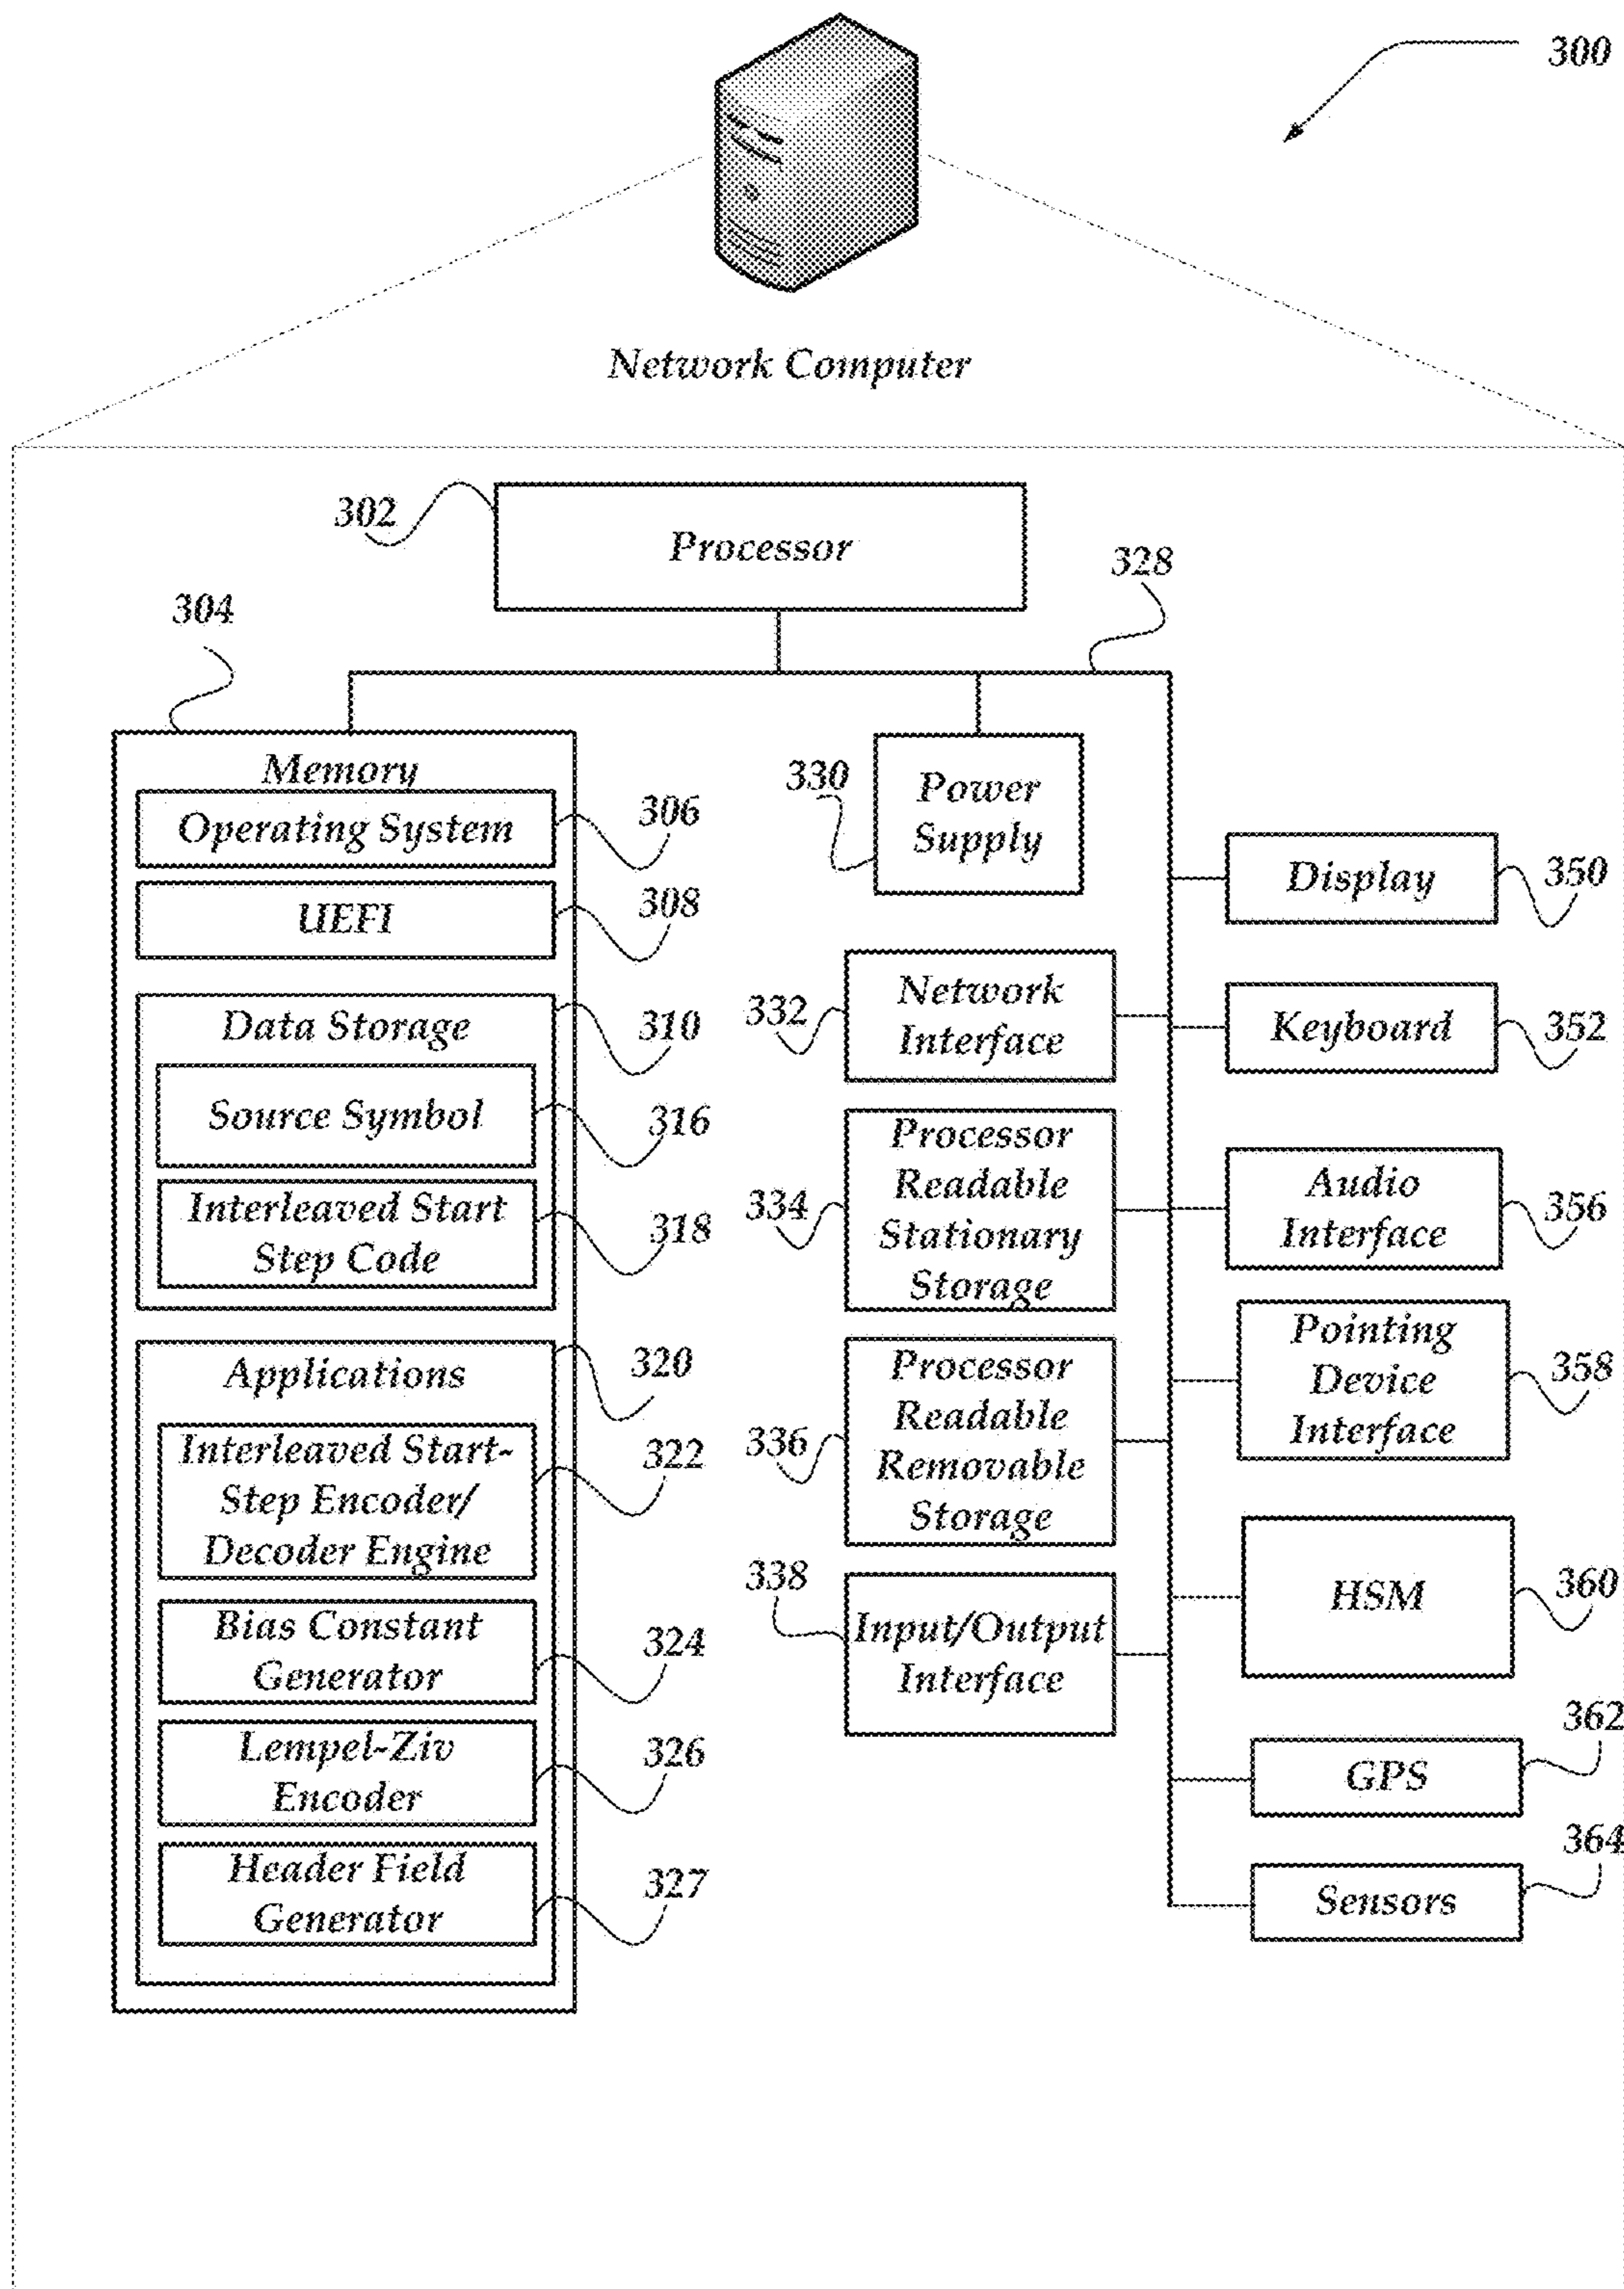 300
Network Computer
302
Processor
328
304
Memory
Operating System
306
UEFI
308
Data Storage
310
Source Symbol
316
Interleaved Start
Step Code
318
Applications
320
Interleaved Start-
Step Encoder/
Decoder Engine
322
Bias Constant
Generator
324
Lempel-Ziv
Encoder
326
Header Field
Generator
327
330
Power
Supply
332
Network
Interface
334
Processor
Readable
Stationary
Storage
336
Processor
Readable
Removable
Storage
338
Input/Output
Interface
Display
350
Keyboard
352
Audio
Interface
356
Pointing
Device
Interface
358
HSM
360
GPS
362
Sensors
364